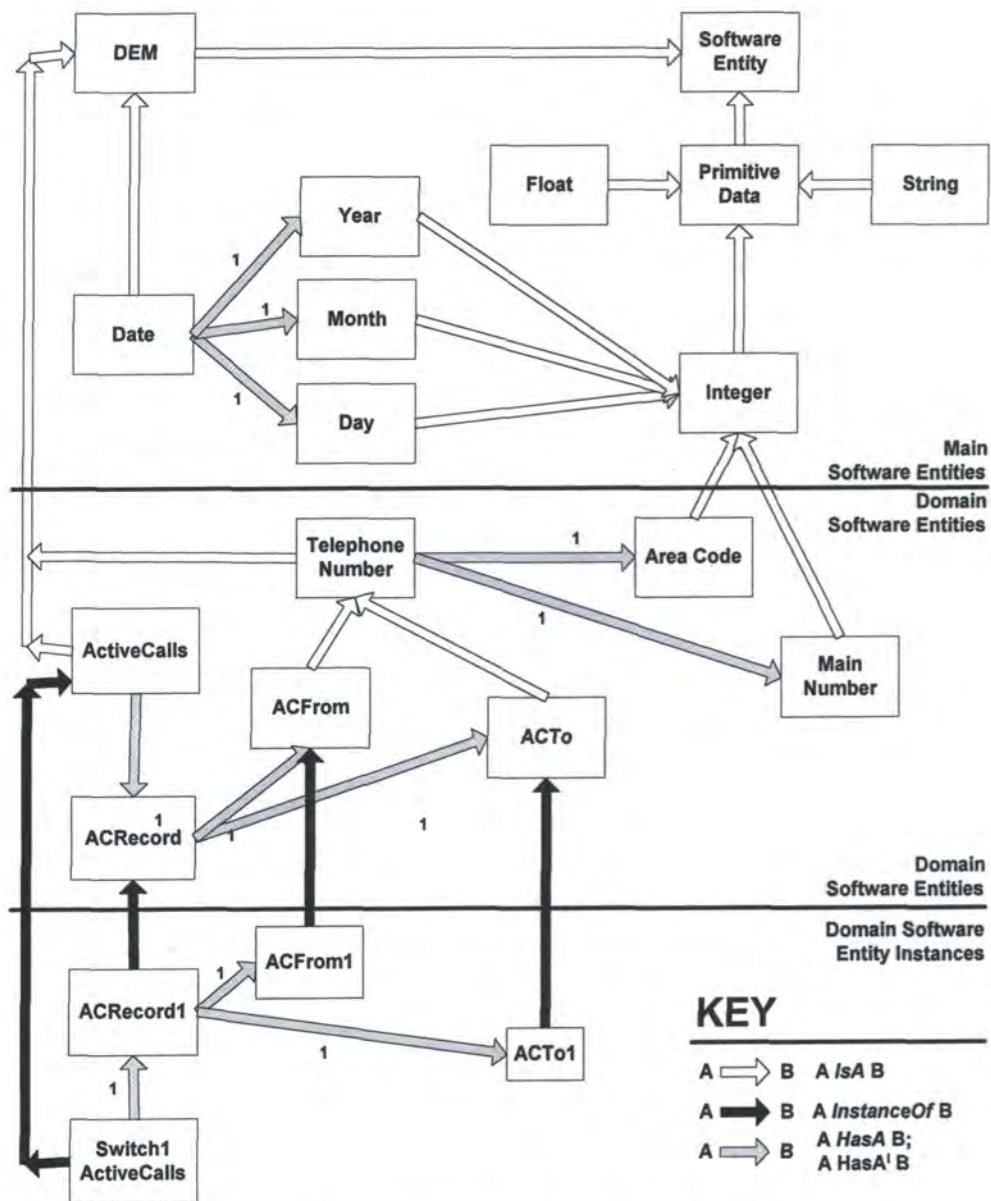 DEM
Software
Entity
Float
Primitive
Data
String
Year
1
1
Month
Date
1
Day
Integer
Main
Software Entities
Domain
Software Entities
Telephone
Number
1
Area Code
1
ActiveCalls
Main
Number
ACFrom
ACTo
1
ACRecord
1
1
Domain
Software Entities
Domain Software
Entity Instances
ACFrom1
1
ACRecord1
1
ACTo1
1
Switch1
ActiveCalls
KEY
A B A IsA B
A B A InstanceOf B
A B A HasA B;
A HasAᴵ B